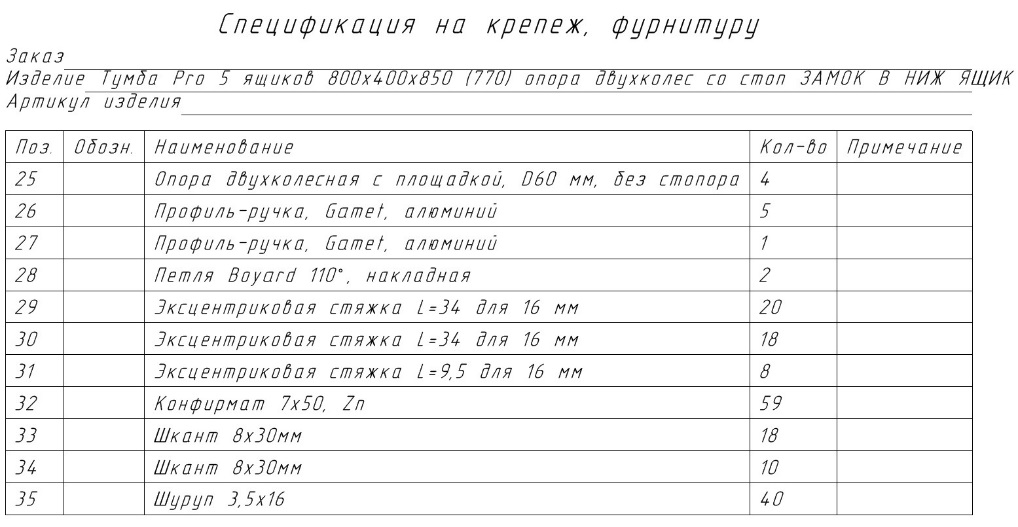 Спецификация на крепеж, фурнитуру
Заказ
Изделие Тумба Pro 5 ящиков 800х400х850 (770) опора двухколес со стоп ЗАМОК В НИЖ ЯЩИК
Артикул изделия
Поз. Обозн. Наименование Кол-во Примечание
25 Опора двухколесная с площадкой, D60 мм, без стопора 4
26 Профиль-ручка, Gamet, алюминий 5
27 Профиль-ручка, Gamet, алюминий 1
28 Петля Boyard 110°, накладная 2
29 Эксцентриковая стяжка L=34 для 16 мм 20
30 Эксцентриковая стяжка L=34 для 16 мм 18
31 Эксцентриковая стяжка L=9,5 для 16 мм 8
32 Конфирмат 7х50, Zn 59
33 Шкант 8х30мм 18
34 Шкант 8х30мм 10
35 Шуруп 3,5х16 40